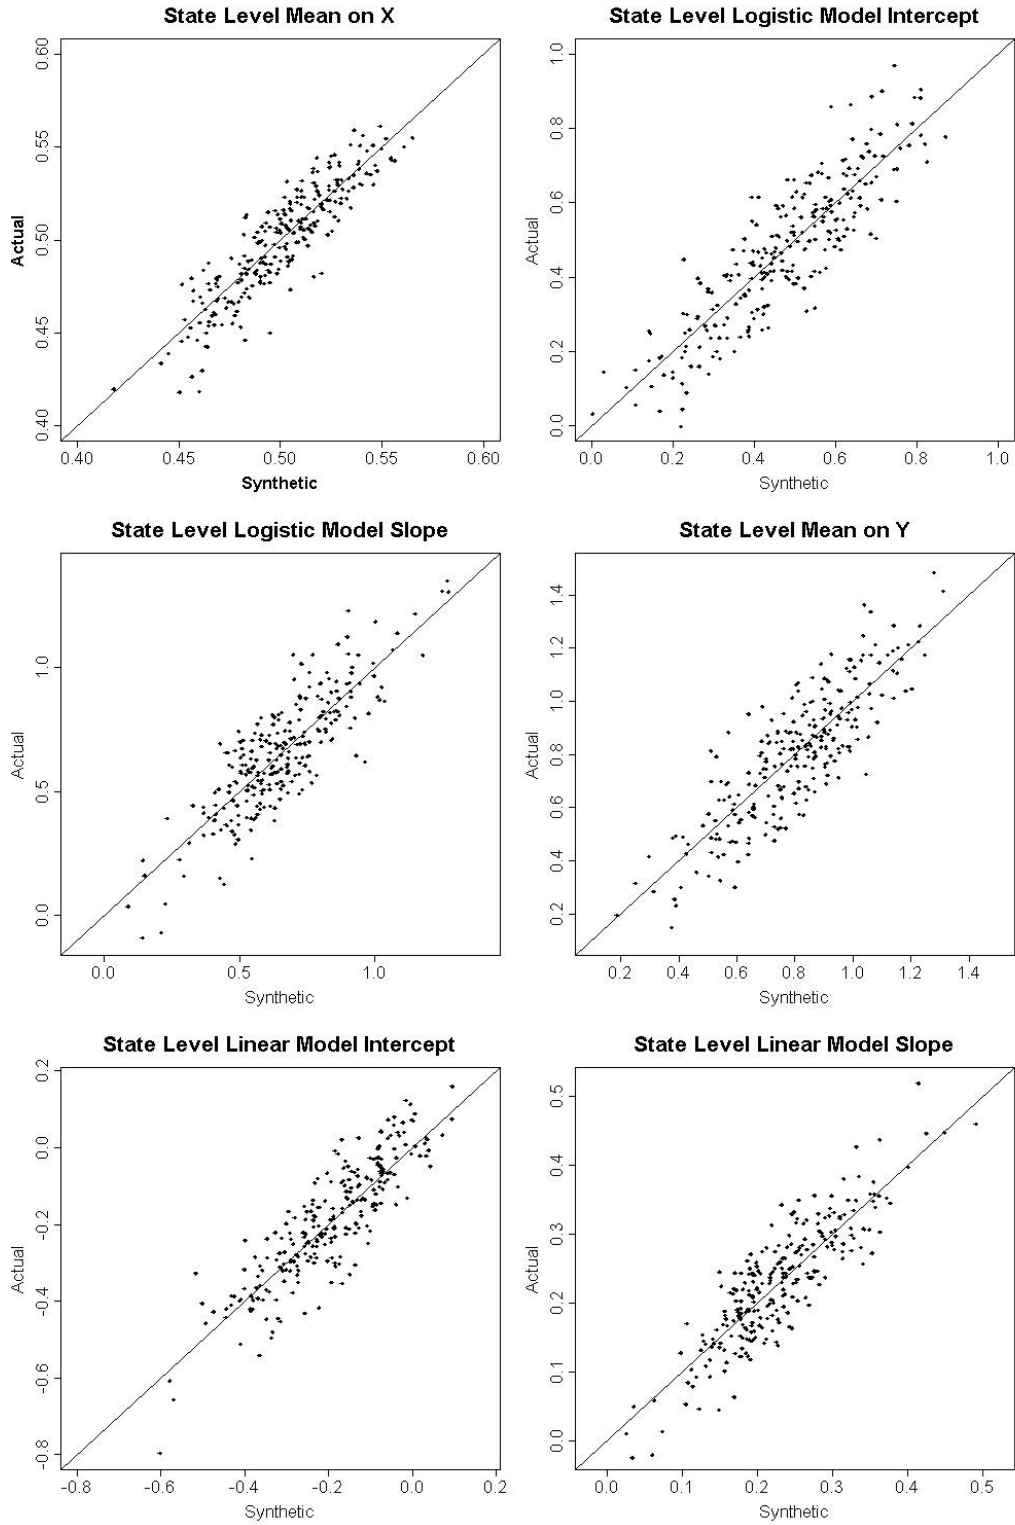 State Level Mean on X
0.60
0.55
0.50
0.45
0.40
Actual
0.40 0.45 0.50 0.55 0.60
Synthetic
State Level Logistic Model Intercept
1.0
0.8
0.6
0.4
0.2
0.0
Actual
0.0 0.2 0.4 0.6 0.8 1.0
Synthetic
State Level Logistic Model Slope
1.0
0.5
0.0
Actual
0.0 0.5 1.0
Synthetic
State Level Mean on Y
1.4
1.2
1.0
0.8
0.6
0.4
0.2
Actual
0.2 0.4 0.6 0.8 1.0 1.2 1.4
Synthetic
State Level Linear Model Intercept
0.2
0.0
-0.2
-0.4
-0.6
-0.8
Actual
-0.8 -0.6 -0.4 -0.2 0.0 0.2
Synthetic
State Level Linear Model Slope
0.5
0.4
0.3
0.2
0.1
0.0
Actual
0.0 0.1 0.2 0.3 0.4 0.5
Synthetic